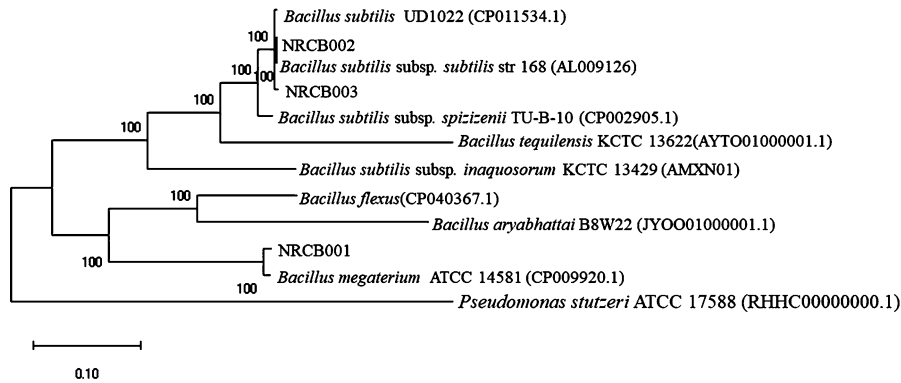 Bacillus subtilis UD1022 (CP011534.1)
100
NRCB002
Bacillus subtilis subsp. subtilis str 168 (AL009126)
100
100
NRCB003
100
Bacillus subtilis subsp. spizizenii TU-B-10 (CP002905.1)
100
Bacillus tequilensis KCTC 13622(AYTO01000001.1)
Bacillus subtilis subsp. inaquosorum KCTC 13429 (AMXN01)
100
Bacillus flexus(CP040367.1)
Bacillus aryabhattai B8W22 (JYOO01000001.1)
NRCB001
100
Bacillus megaterium ATCC 14581 (CP009920.1)
100
Pseudomonas stutzeri ATCC 17588 (RHHC00000000.1)
0.10